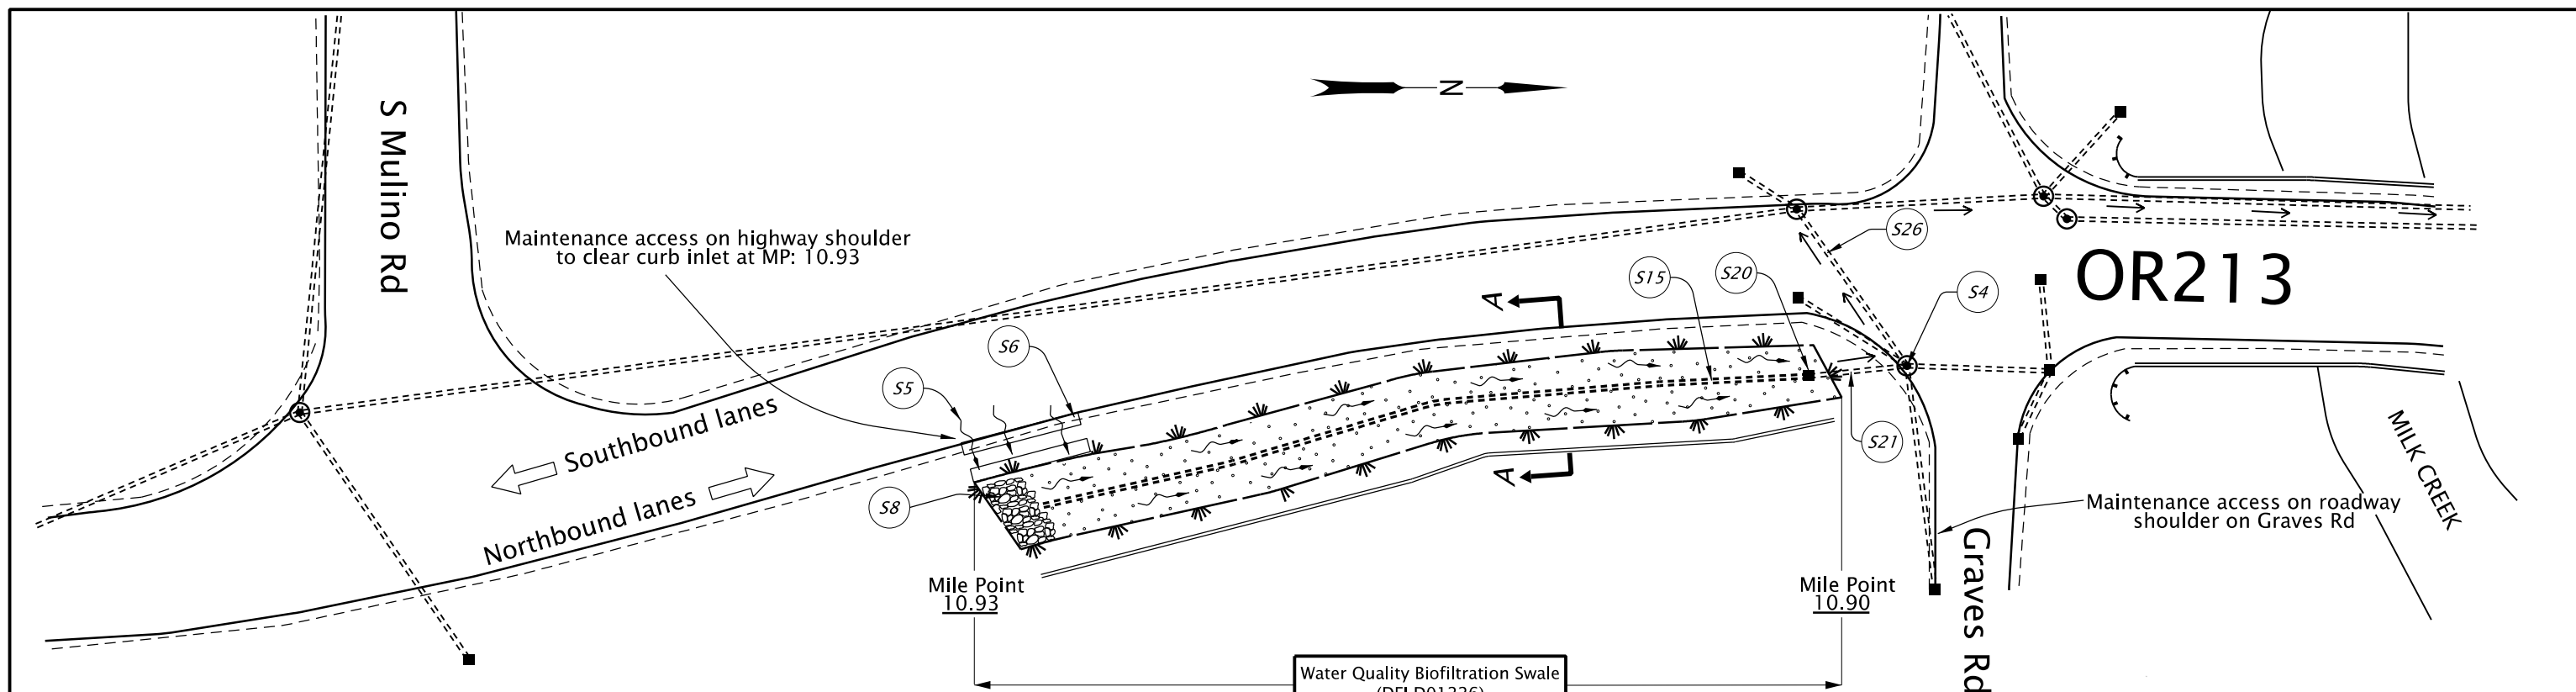 S Mulino Rd
N
Maintenance access on highway shoulder
to clear curb inlet at MP: 10.93
S26
S15
S20
S4
OR213
A
S6
S5
Southbound lanes
Northbound lanes
S8
A
S21
Maintenance access on roadway
shoulder on Graves Rd
MILK CREEK
Graves Rd
Mile Point
10.93
Mile Point
10.90
Water Quality Biofiltration Swale